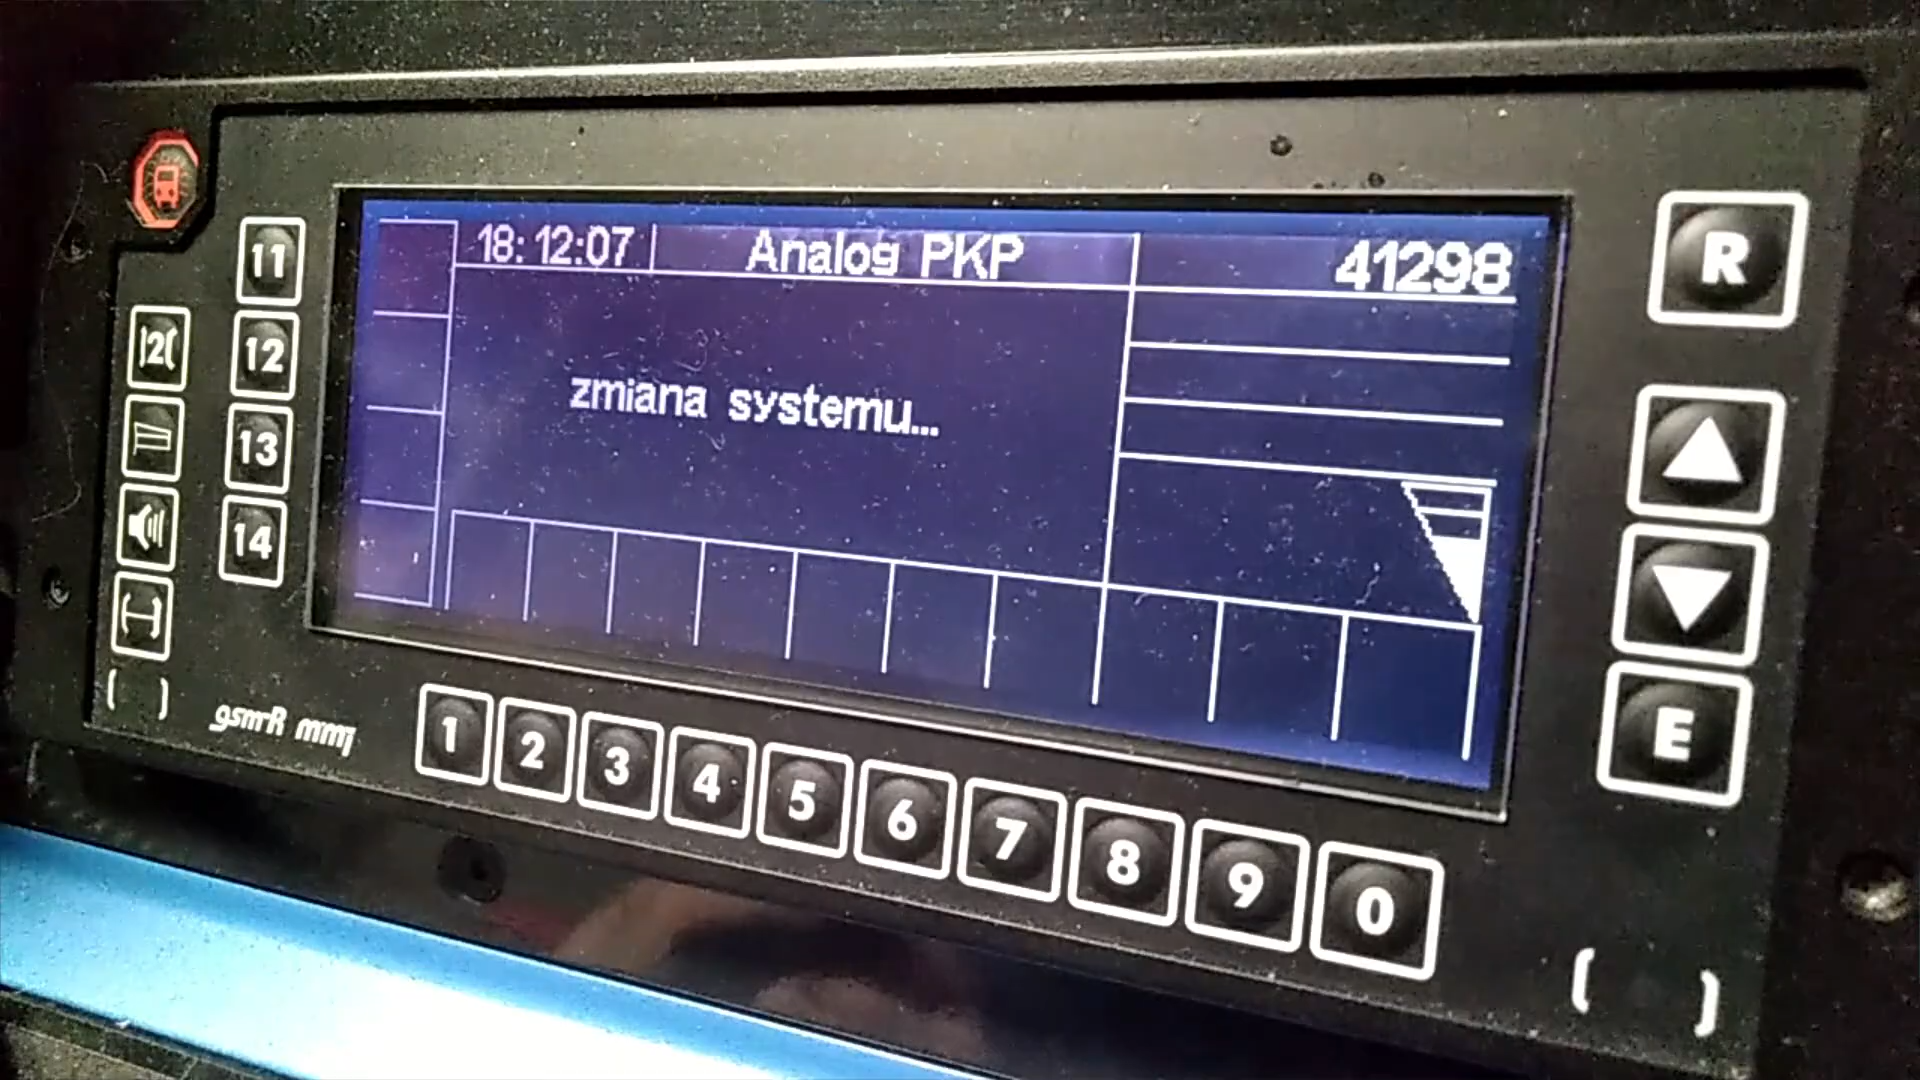 18:12:07 Analog PKP 41298
zmiana systemu...
11
12
13
14
gsmR mmi
1 2 3 4 5 6 7 8 9 0
R
E